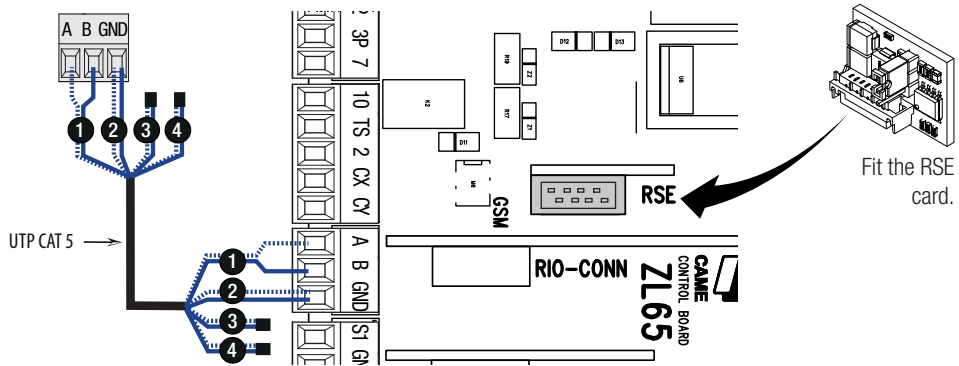 A B GND
1 2 3 4
UTP CAT 5
1
2
3
4
3P
7
10
TS
2
CX
CY
A
B
GND
S1
K2
D11
R19
Z2
R17
Z1
D12
D13
U6
M6
GSM
RSE
RIO-CONN
ZL65
CONTROL BOARD
CAME
Fit the RSE
card.